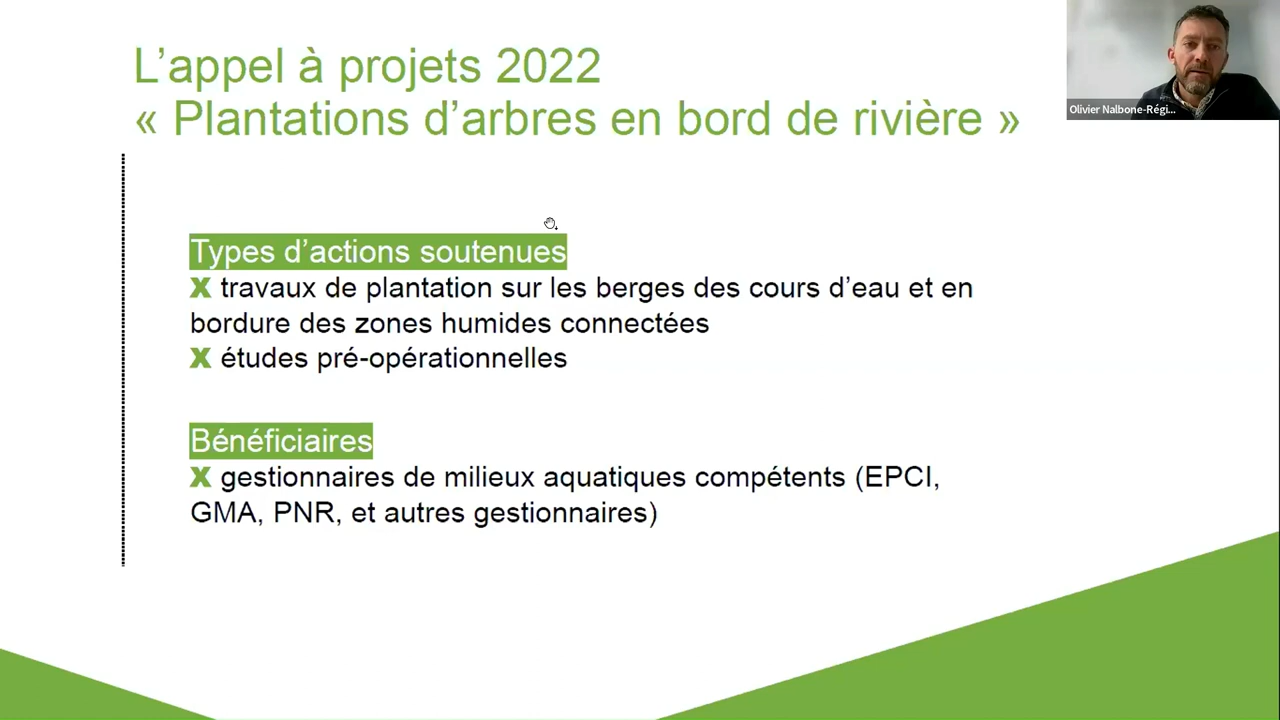 L’appel à projets 2022
« Plantations d’arbres en bord de rivière »
Olivier Nalbone-Régi...
Types d’actions soutenues
X travaux de plantation sur les berges des cours d’eau et en
bordure des zones humides connectées
X études pré-opérationnelles
Bénéficiaires
X gestionnaires de milieux aquatiques compétents (EPCI,
GMA, PNR, et autres gestionnaires)